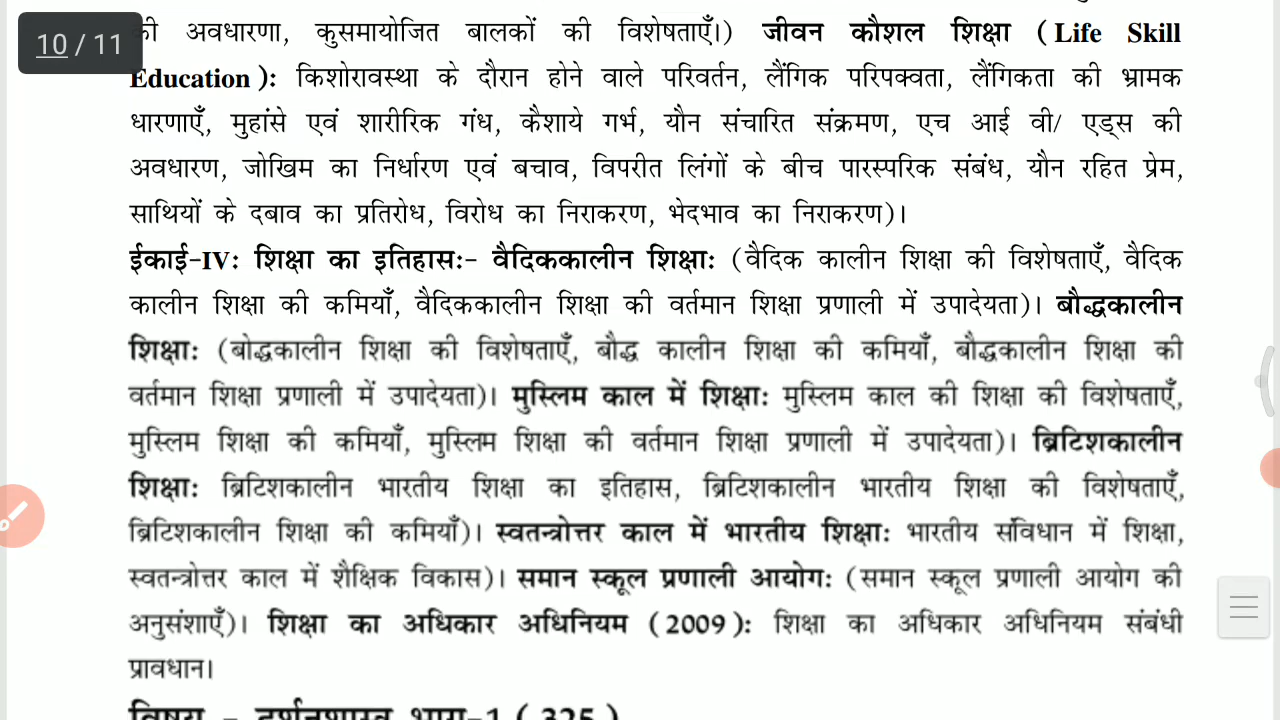 10 / 11
की अवधारणा, कुसमायोजित बालकों की विशेषताएँ।) जीवन कौशल शिक्षा ( Life Skill
Education ): किशोरावस्था के दौरान होने वाले परिवर्तन, लैंगिक परिपक्वता, लैंगिकता की भ्रामक
धारणाएँ, मुहांसे एवं शारीरिक गंध, कैशाये गर्भ, यौन संचारित संक्रमण, एच आई वी/ एड्स की
अवधारण, जोखिम का निर्धारण एवं बचाव, विपरीत लिंगों के बीच पारस्परिक संबंध, यौन रहित प्रेम,
साथियों के दबाव का प्रतिरोध, विरोध का निराकरण, भेदभाव का निराकरण)।
ईकाई-IV: शिक्षा का इतिहासः- वैदिककालीन शिक्षा: (वैदिक कालीन शिक्षा की विशेषताएँ, वैदिक
कालीन शिक्षा की कमियाँ, वैदिककालीन शिक्षा की वर्तमान शिक्षा प्रणाली में उपादेयता)। बौद्धकालीन
शिक्षा: (बोद्धकालीन शिक्षा की विशेषताएँ, बौद्ध कालीन शिक्षा की कमियाँ, बौद्धकालीन शिक्षा की
वर्तमान शिक्षा प्रणाली में उपादेयता)। मुस्लिम काल में शिक्षा: मुस्लिम काल की शिक्षा की विशेषताएँ,
मुस्लिम शिक्षा की कमियाँ, मुस्लिम शिक्षा की वर्तमान शिक्षा प्रणाली में उपादेयता)। ब्रिटिशकालीन
शिक्षा: ब्रिटिशकालीन भारतीय शिक्षा का इतिहास, ब्रिटिशकालीन भारतीय शिक्षा की विशेषताएँ,
ब्रिटिशकालीन शिक्षा की कमियाँ)। स्वतन्त्रोत्तर काल में भारतीय शिक्षा: भारतीय संविधान में शिक्षा,
स्वतन्त्रोत्तर काल में शैक्षिक विकास)। समान स्कूल प्रणाली आयोग: (समान स्कूल प्रणाली आयोग की
अनुसंशाएँ)। शिक्षा का अधिकार अधिनियम ( 2009 ): शिक्षा का अधिकार अधिनियम संबंधी
प्रावधान।
विषय - दर्शनशास्त्र भाग-1 ( 325 )